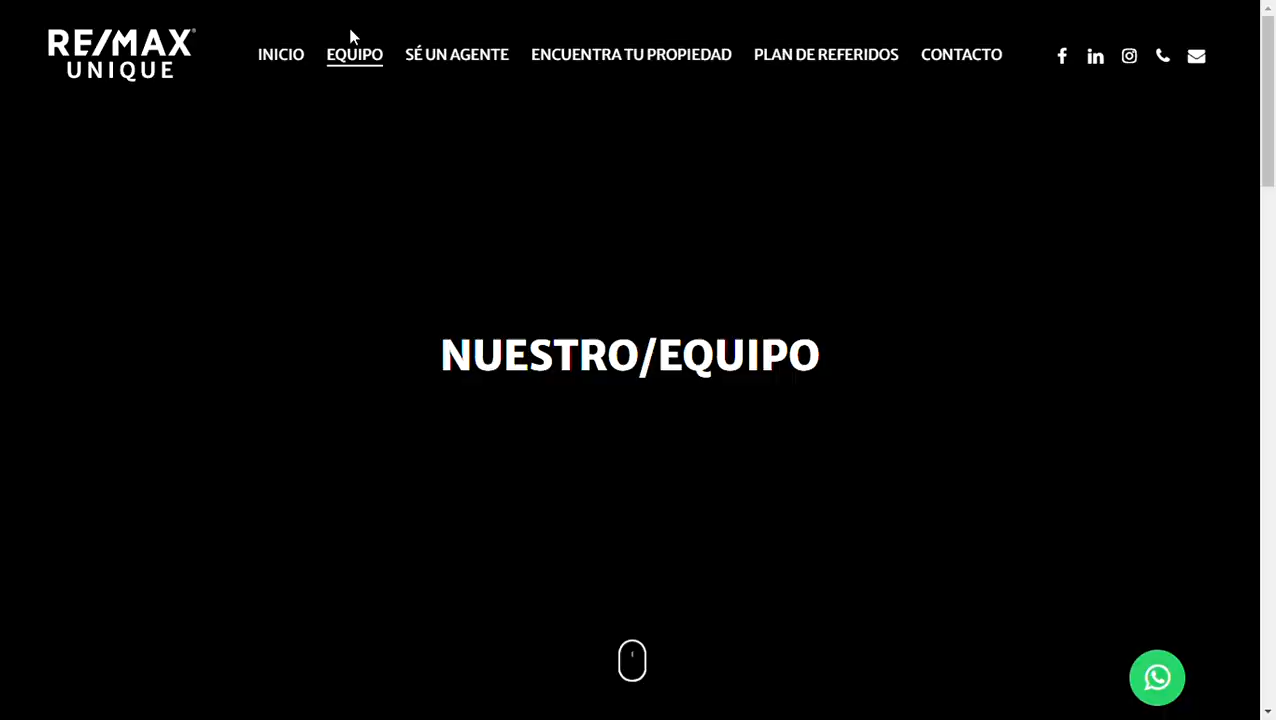 RE/MAX®
UNIQUE
INICIO
EQUIPO
SÉ UN AGENTE
ENCUENTRA TU PROPIEDAD
PLAN DE REFERIDOS
CONTACTO
NUESTRO/EQUIPO